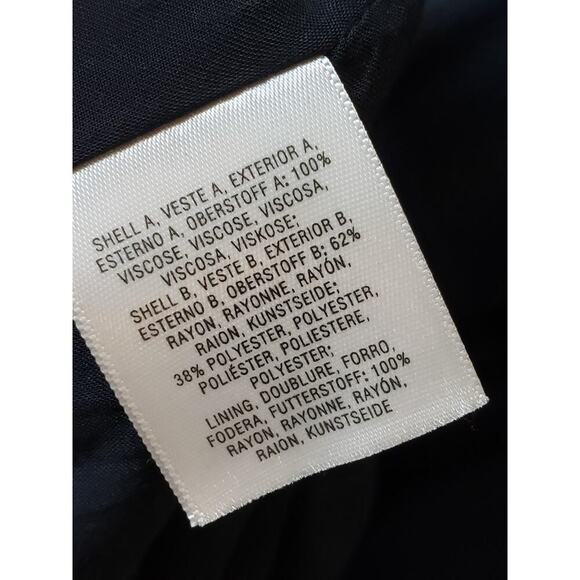 SHELL A, VESTE A, EXTERIOR A,
ESTERNO A, OBERSTOFF A: 100%
VISCOSE, VISCOSE, VISCOSA,
VISCOSA, VISKOSE;
SHELL B, VESTE B, EXTERIOR B,
ESTERNO B, OBERSTOFF B; 62%
RAYON, RAYONNE, RAYÓN,
RAION, KUNSTSEIDE;
38% POLYESTER, POLYESTER,
POLIÉSTER, POLIESTERE,
POLYESTER;
LINING, DOUBLURE, FORRO,
FODERA, FUTTERSTOFF: 100%
RAYON, RAYONNE, RAYÓN,
RAION, KUNSTSEIDE